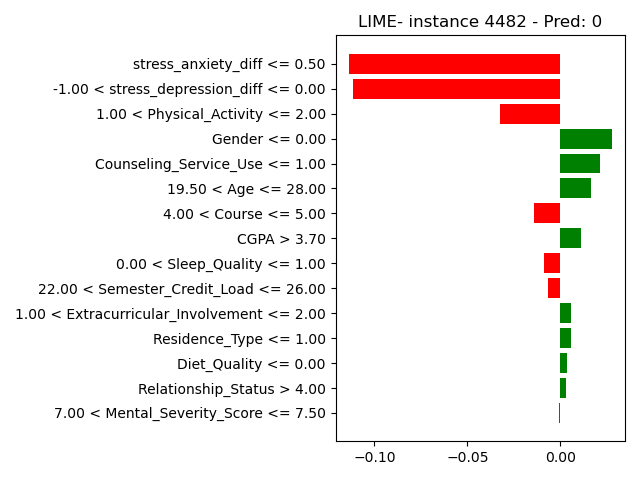 LIME- instance 4482 - Pred: 0
stress_anxiety_diff <= 0.50
-1.00 < stress_depression_diff <= 0.00
1.00 < Physical_Activity <= 2.00
Gender <= 0.00
Counseling_Service_Use <= 1.00
19.50 < Age <= 28.00
4.00 < Course <= 5.00
CGPA > 3.70
0.00 < Sleep_Quality <= 1.00
22.00 < Semester_Credit_Load <= 26.00
1.00 < Extracurricular_Involvement <= 2.00
Residence_Type <= 1.00
Diet_Quality <= 0.00
Relationship_Status > 4.00
7.00 < Mental_Severity_Score <= 7.50
−0.10 −0.05 0.00